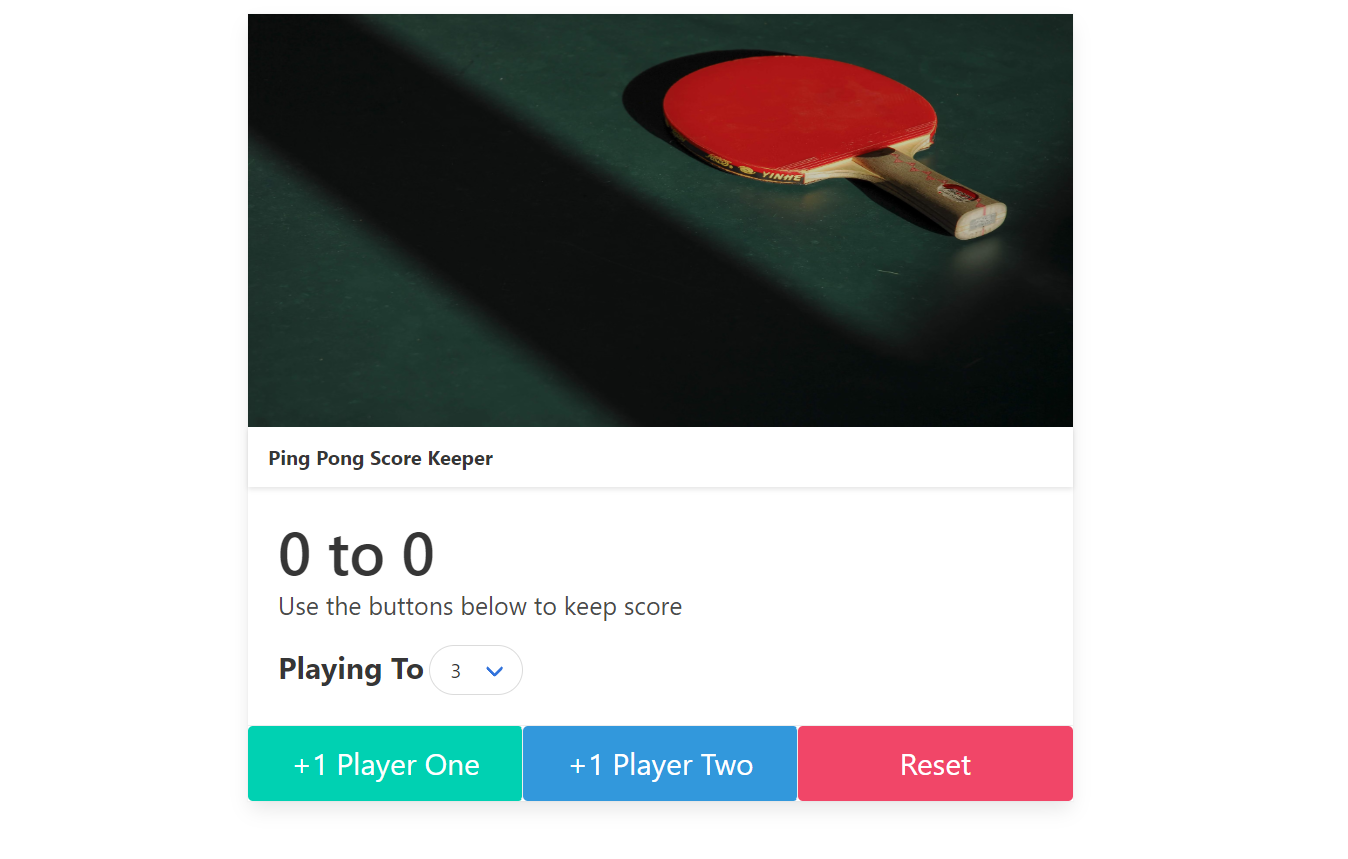 YINHE
Ping Pong Score Keeper
0 to 0
Use the buttons below to keep score
Playing To 3
+1 Player One +1 Player Two Reset